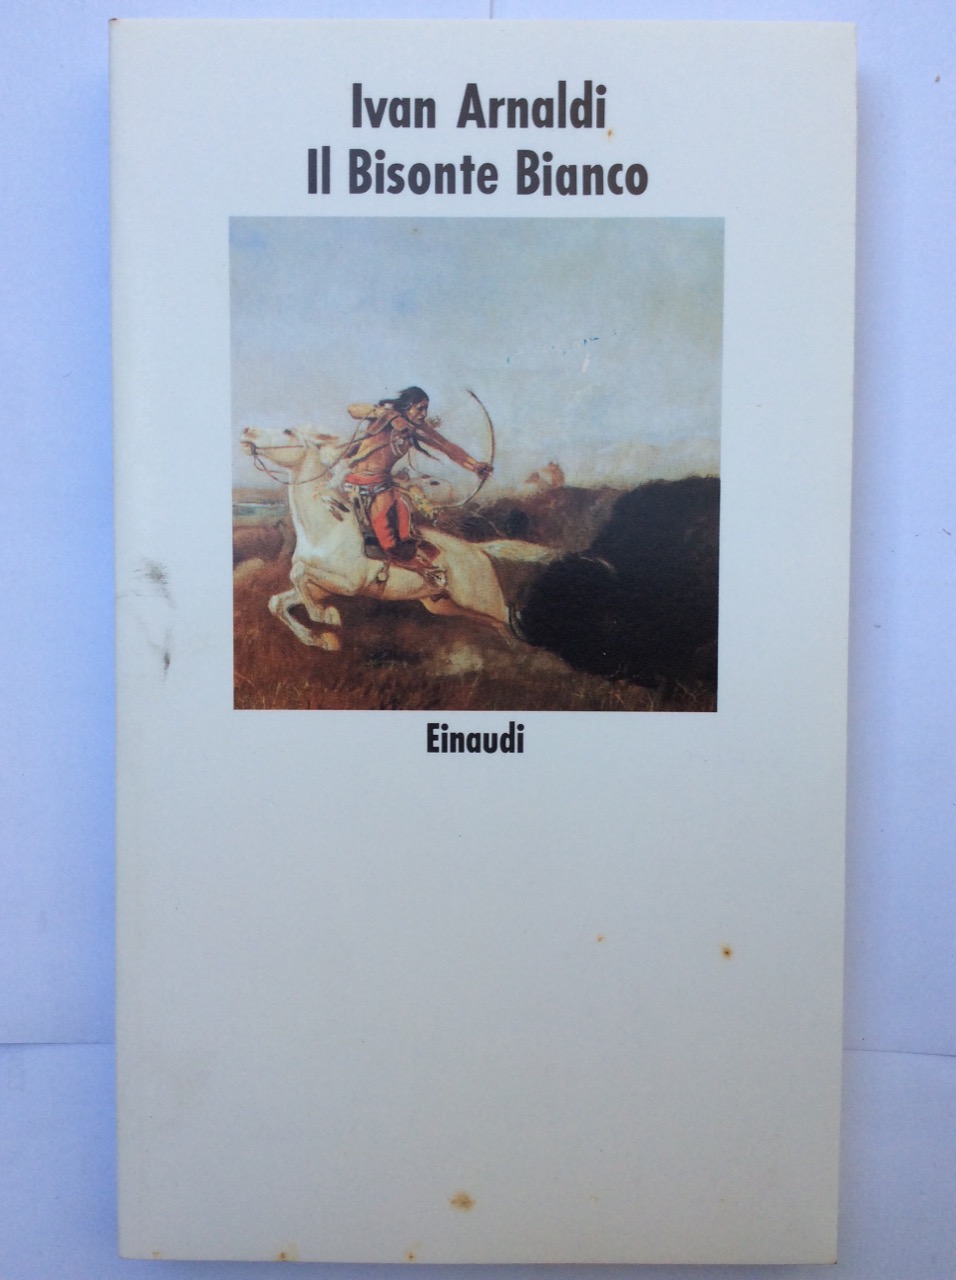 Ivan Arnaldi
Il Bisonte Bianco
Einaudi